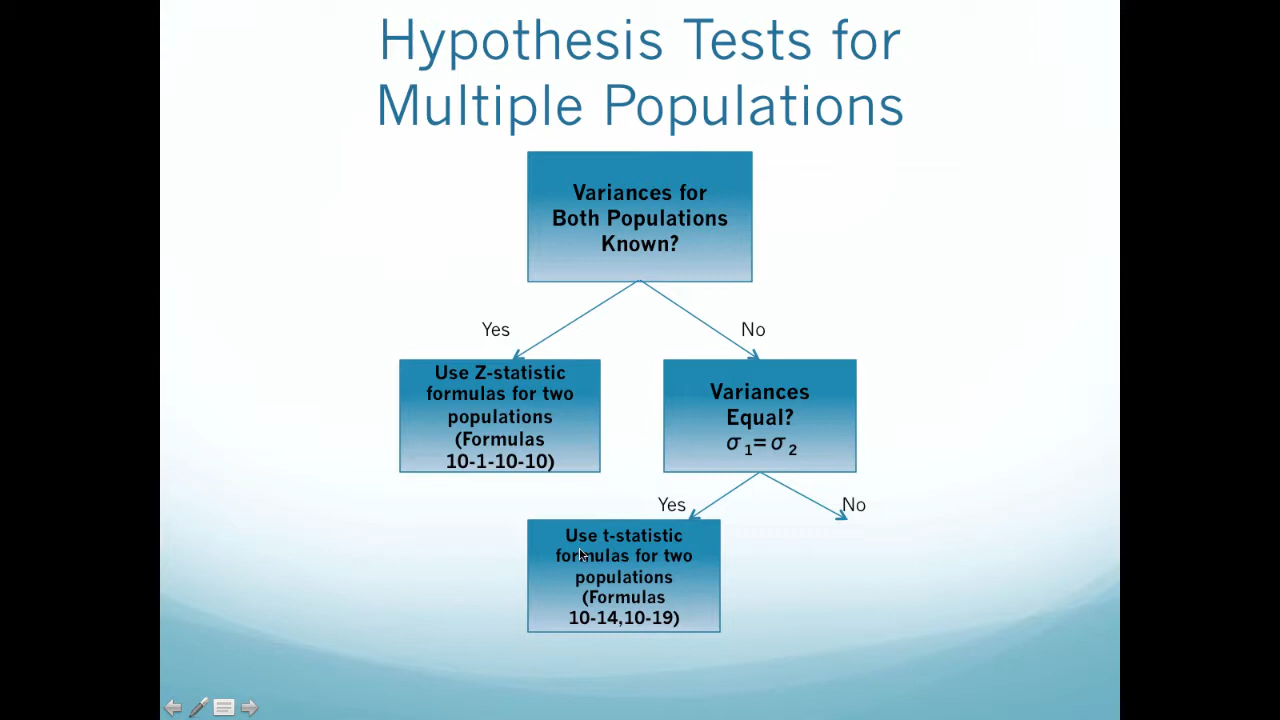 Hypothesis Tests for
Multiple Populations
Variances for
Both Populations
Known?
Yes
No
Use Z-statistic
formulas for two
populations
(Formulas
10-1-10-10)
Variances
Equal?
σ₁=σ₂
Yes
No
Use t-statistic
formulas for two
populations
(Formulas
10-14,10-19)